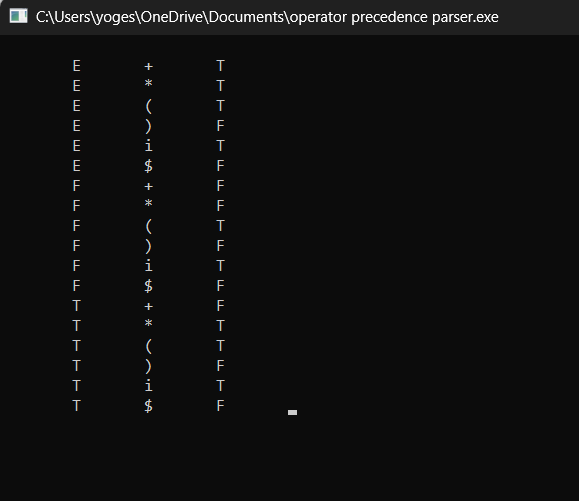 C:\Users\yoges\OneDrive\Documents\operator precedence parser.exe
E + T
E * T
E ( T
E ) F
E i T
E $ F
F + F
F * F
F ( T
F ) F
F i T
F $ F
T + F
T * T
T ( T
T ) F
T i T
T $ F